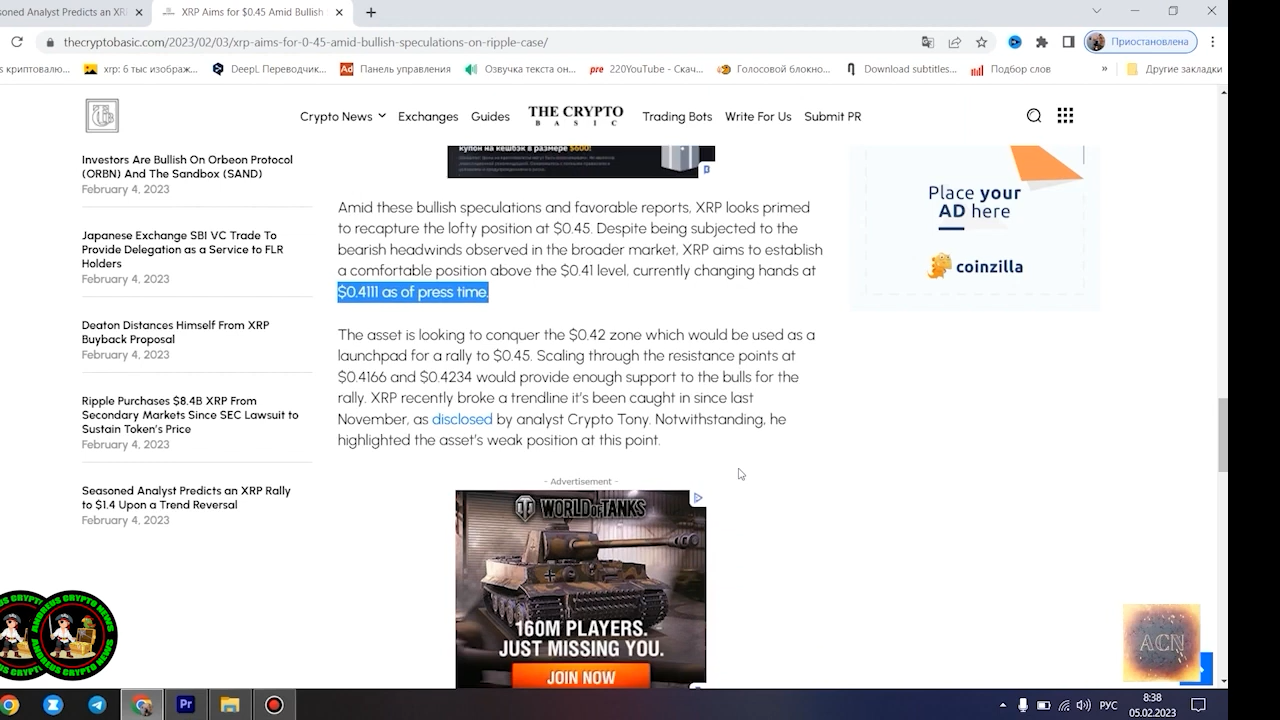 soned Analyst Predicts an XRI
XRP Aims for $0.45 Amid Bullish
thecryptobasic.com/2023/02/03/xrp-aims-for-0-45-amid-bullish-speculations-on-ripple-case/
Приостановлена
s криптовалю...
xrp: 6 тыс изображ...
DeepL Переводчик...
Ad Панель управления
Озвучка текста он...
pre 220YouTube - Скач...
Голосовой блокно...
Download subtitles...
Подбор слов
»
Другие закладки
Crypto News
Exchanges
Guides
THE CRYPTO
BASIC
Trading Bots
Write For Us
Submit PR
Investors Are Bullish On Orbeon Protocol
(ORBN) And The Sandbox (SAND)
February 4, 2023
Japanese Exchange SBI VC Trade To
Provide Delegation as a Service to FLR
Holders
February 4, 2023
Deaton Distances Himself From XRP
Buyback Proposal
February 4, 2023
Ripple Purchases $8.4B XRP From
Secondary Markets Since SEC Lawsuit to
Sustain Token's Price
February 4, 2023
Seasoned Analyst Predicts an XRP Rally
to $1.4 Upon a Trend Reversal
February 4, 2023
купон на кешбэк в размере $600!
Amid these bullish speculations and favorable reports, XRP looks primed
to recapture the lofty position at $0.45. Despite being subjected to the
bearish headwinds observed in the broader market, XRP aims to establish
a comfortable position above the $0.41 level, currently changing hands at
$0.4111 as of press time.
The asset is looking to conquer the $0.42 zone which would be used as a
launchpad for a rally to $0.45. Scaling through the resistance points at
$0.4166 and $0.4234 would provide enough support to the bulls for the
rally. XRP recently broke a trendline it's been caught in since last
November, as disclosed by analyst Crypto Tony. Notwithstanding, he
highlighted the asset's weak position at this point.
- Advertisement -
WORLD OF TANKS
160M PLAYERS.
JUST MISSING YOU.
JOIN NOW
Place your
AD here
coinzilla
ANDREUS CRYPTO NEWS
ACN
Pr
РУС
8:38
05.02.2023